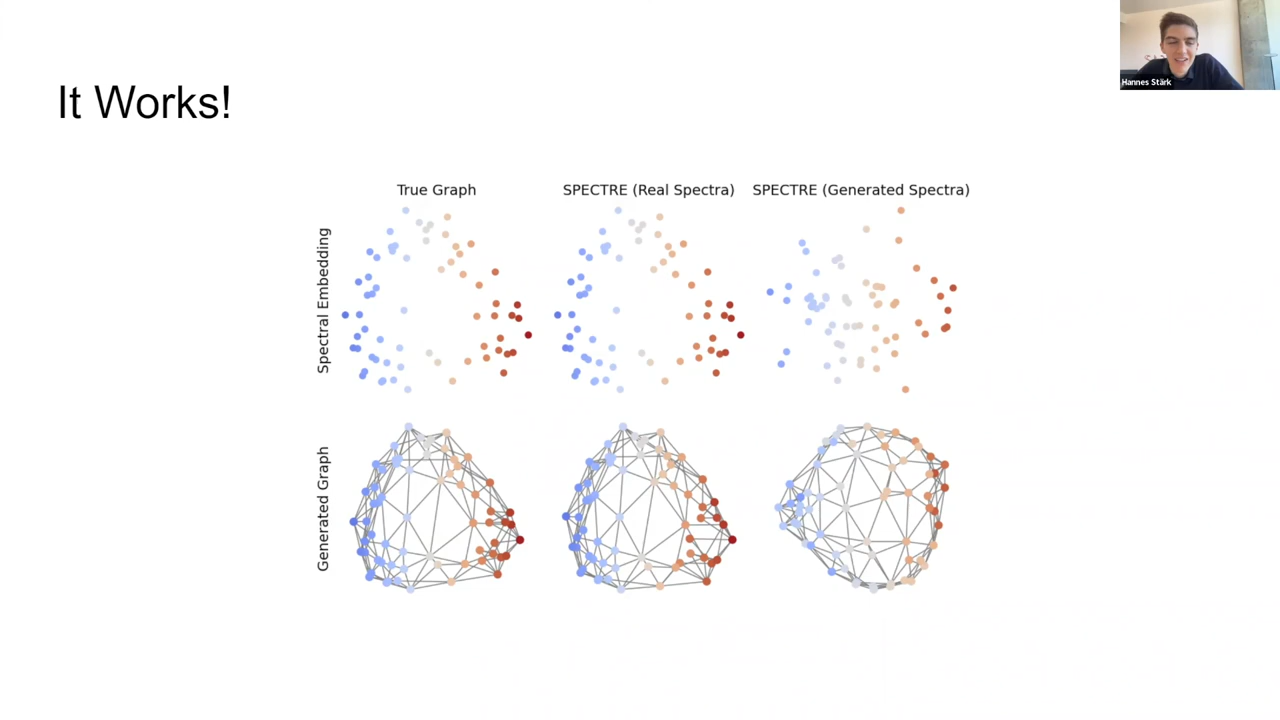 Hannes Stärk
It Works!
True Graph
SPECTRE (Real Spectra)
SPECTRE (Generated Spectra)
Spectral Embedding
Generated Graph